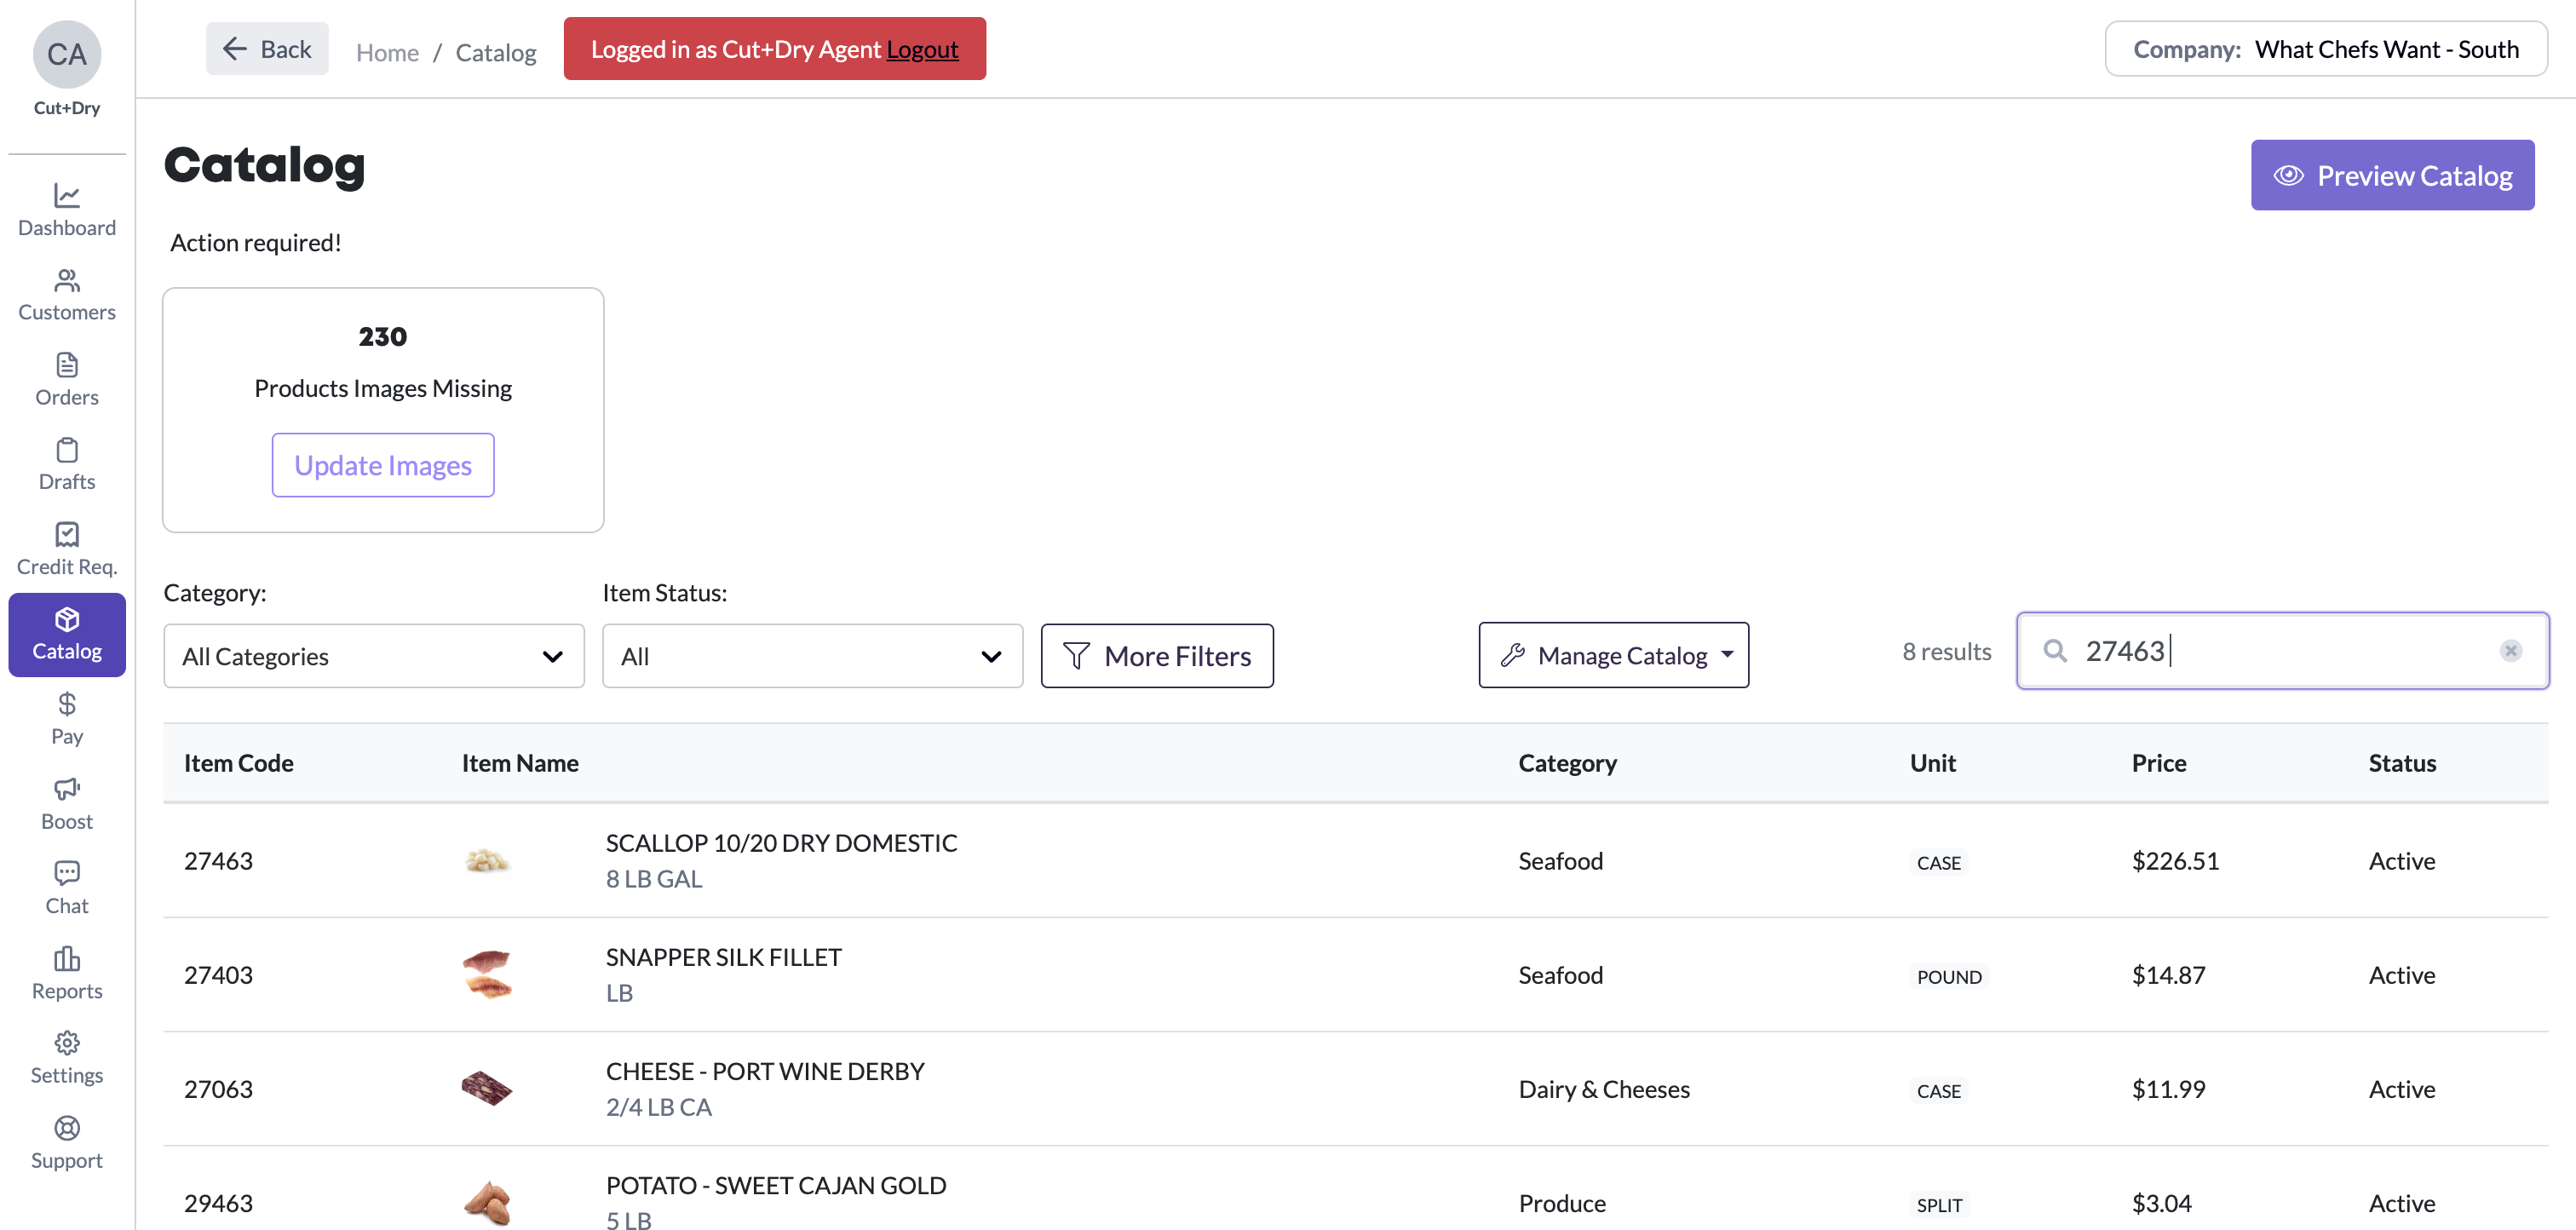 CA
Cut+Dry
Dashboard
Customers
Orders
Drafts
Credit Req.
Catalog
Pay
Boost
Chat
Reports
Settings
Support
Back
Home / Catalog
Logged in as Cut+Dry Agent Logout
Company: What Chefs Want - South
Catalog
Preview Catalog
Action required!
230
Products Images Missing
Update Images
Category:
Item Status:
All Categories
All
More Filters
Manage Catalog
8 results
27463
Item Code Item Name Category Unit Price Status
27463 SCALLOP 10/20 DRY DOMESTIC Seafood CASE $226.51 Active
8 LB GAL
27403 SNAPPER SILK FILLET Seafood POUND $14.87 Active
LB
27063 CHEESE - PORT WINE DERBY Dairy & Cheeses CASE $11.99 Active
2/4 LB CA
29463 POTATO - SWEET CAJAN GOLD Produce SPLIT $3.04 Active
5 LB